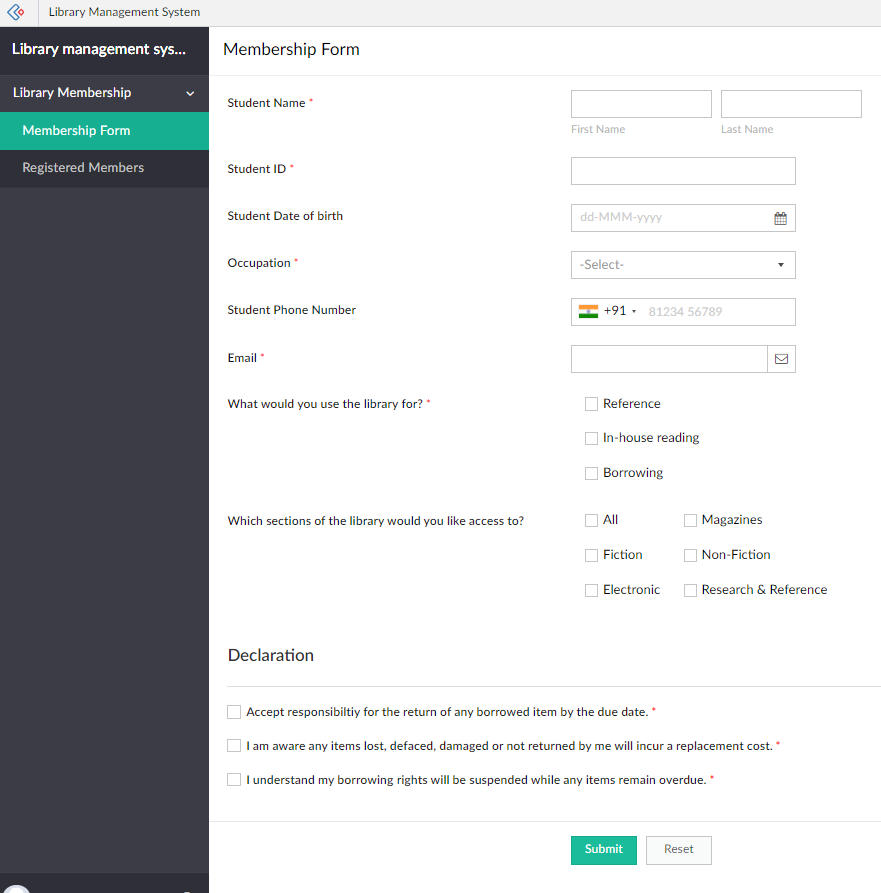 Library Management System
Library management sys...
Library Membership
Membership Form
Registered Members
Membership Form
Student Name *
First Name Last Name
Student ID *
Student Date of birth dd-MMM-yyyy
Occupation * -Select-
Student Phone Number +91 81234 56789
Email *
What would you use the library for? * Reference
In-house reading
Borrowing
Which sections of the library would you like access to? All Magazines
Fiction Non-Fiction
Electronic Research & Reference
Declaration
Accept responsibiltiy for the return of any borrowed item by the due date. *
I am aware any items lost, defaced, damaged or not returned by me will incur a replacement cost. *
I understand my borrowing rights will be suspended while any items remain overdue. *
Submit Reset